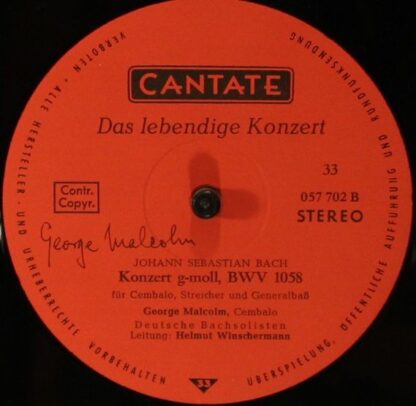 CANTATE
Das lebendige Konzert
33
057 702 B
STEREO
Contr.
Copyr.
George Malcolm
JOHANN SEBASTIAN BACH
Konzert g-moll, BWV 1058
für Cembalo, Streicher und Generalbaß
George Malcolm, Cembalo
Deutsche Bachsolisten
Leitung: Helmut Winschermann
33
VERBOTEN · ALLE HERSTELLER- UND URHEBERRECHTE VORBEHALTEN
ÜBERSPIELUNG, ÖFFENTLICHE AUFFÜHRUNG UND RUNDFUNKSENDUNG